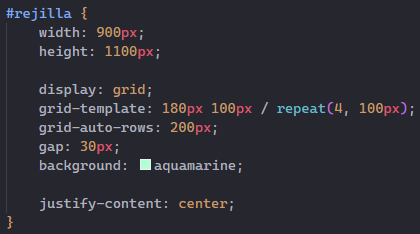 #rejilla {
width: 900px;
height: 1100px;
display: grid;
grid-template: 180px 100px / repeat(4, 100px);
grid-auto-rows: 200px;
gap: 30px;
background: aquamarine;
justify-content: center;
}